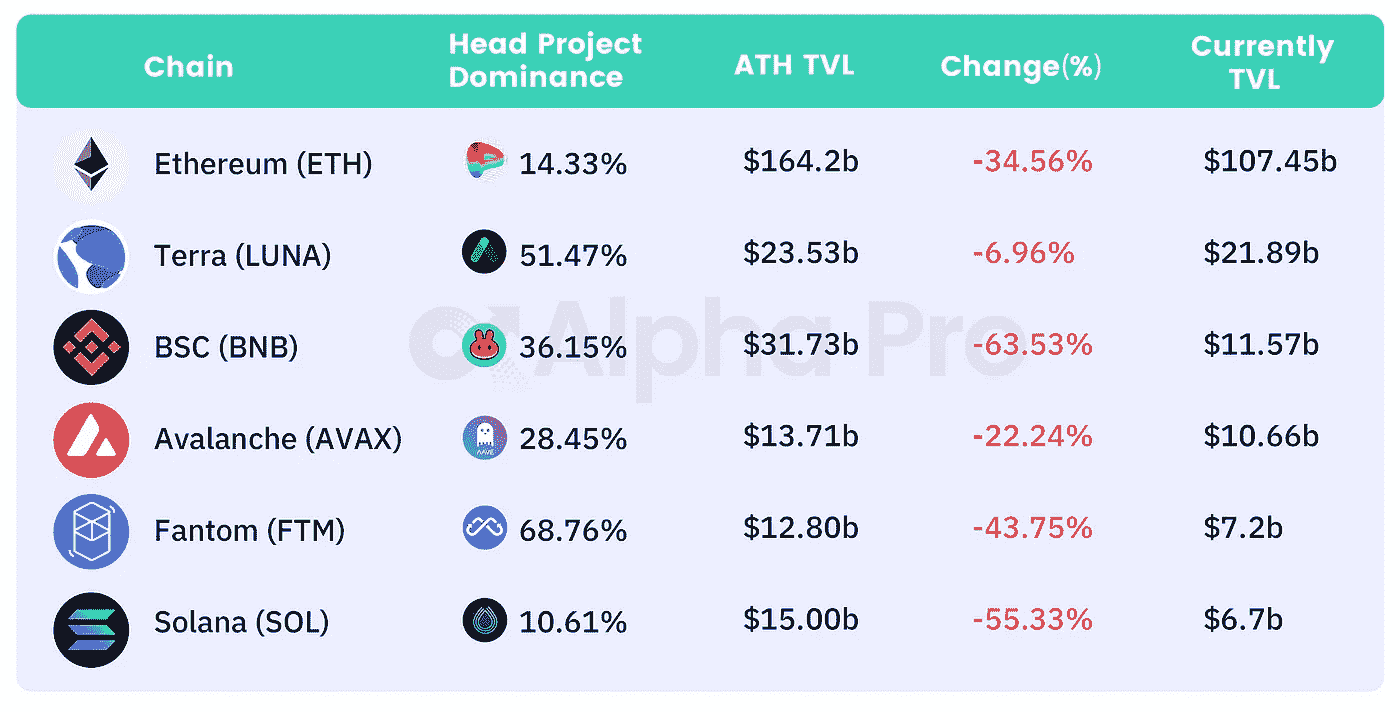 Chain Head Project Dominance ATH TVL Change(%) Currently TVL
Ethereum (ETH) 14.33% $164.2b -34.56% $107.45b
Terra (LUNA) 51.47% $23.53b -6.96% $21.89b
Alpha Pro
BSC (BNB) 36.15% $31.73b -63.53% $11.57b
Avalanche (AVAX) AAVE 28.45% $13.71b -22.24% $10.66b
Fantom (FTM) 68.76% $12.80b -43.75% $7.2b
Solana (SOL) 10.61% $15.00b -55.33% $6.7b